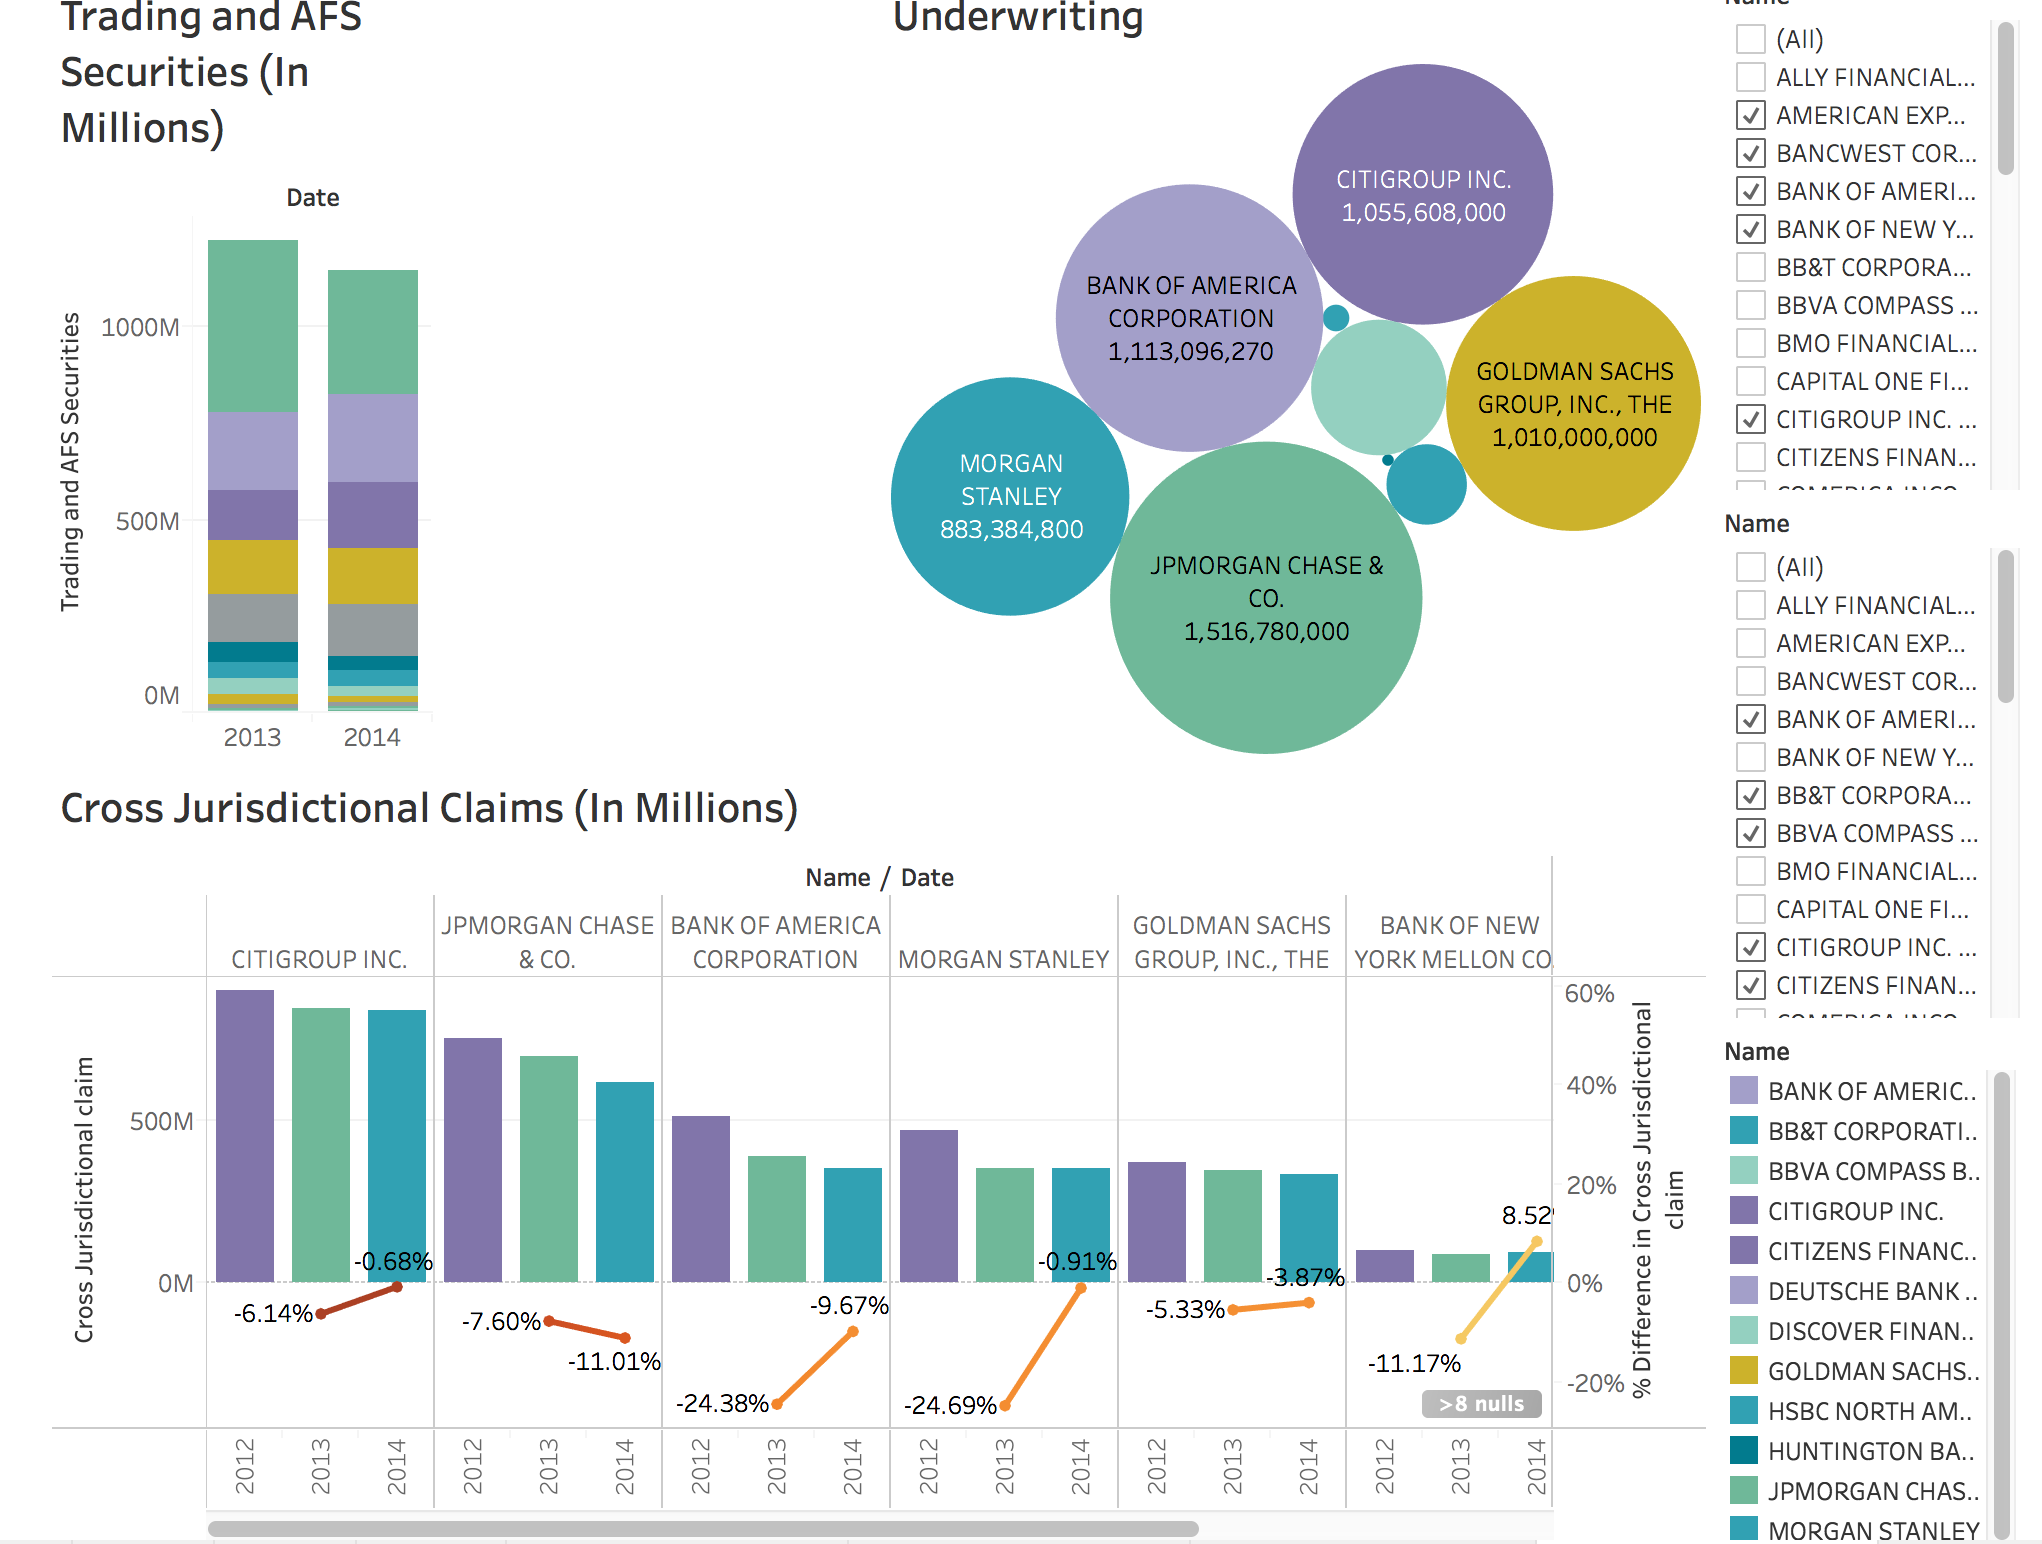 Trading and AFS
Securities (In
Millions)
Date
Trading and AFS Securities
1000M
500M
0M
2013
2014
Underwriting
CITIGROUP INC.
1,055,608,000
BANK OF AMERICA
CORPORATION
1,113,096,270
GOLDMAN SACHS
GROUP, INC., THE
1,010,000,000
MORGAN
STANLEY
883,384,800
JPMORGAN CHASE &
CO.
1,516,780,000
Cross Jurisdictional Claims (In Millions)
Name / Date
CITIGROUP INC.
JPMORGAN CHASE
& CO.
BANK OF AMERICA
CORPORATION
MORGAN STANLEY
GOLDMAN SACHS
GROUP, INC., THE
BANK OF NEW
YORK MELLON CO
Cross Jurisdictional claim
500M
0M
-6.14%
-0.68%
-7.60%
-11.01%
-24.38%
-9.67%
-24.69%
-0.91%
-5.33%
-3.87%
-11.17%
8.52
>8 nulls
60%
40%
20%
0%
-20%
% Difference in Cross Jurisdictional
claim
2012
2013
2014
2012
2013
2014
2012
2013
2014
2012
2013
2014
2012
2013
2014
2012
2013
2014
Name
(All)
ALLY FINANCIAL...
AMERICAN EXP...
BANCWEST COR...
BANK OF AMERI...
BANK OF NEW Y...
BB&T CORPORA...
BBVA COMPASS ...
BMO FINANCIAL...
CAPITAL ONE FI...
CITIGROUP INC. ...
CITIZENS FINAN...
Name
(All)
ALLY FINANCIAL...
AMERICAN EXP...
BANCWEST COR...
BANK OF AMERI...
BANK OF NEW Y...
BB&T CORPORA...
BBVA COMPASS ...
BMO FINANCIAL...
CAPITAL ONE FI...
CITIGROUP INC. ...
CITIZENS FINAN...
Name
BANK OF AMERIC..
BB&T CORPORATI..
BBVA COMPASS B..
CITIGROUP INC.
CITIZENS FINANC..
DEUTSCHE BANK ..
DISCOVER FINAN..
GOLDMAN SACHS..
HSBC NORTH AM..
HUNTINGTON BA..
JPMORGAN CHAS..
MORGAN STANLEY